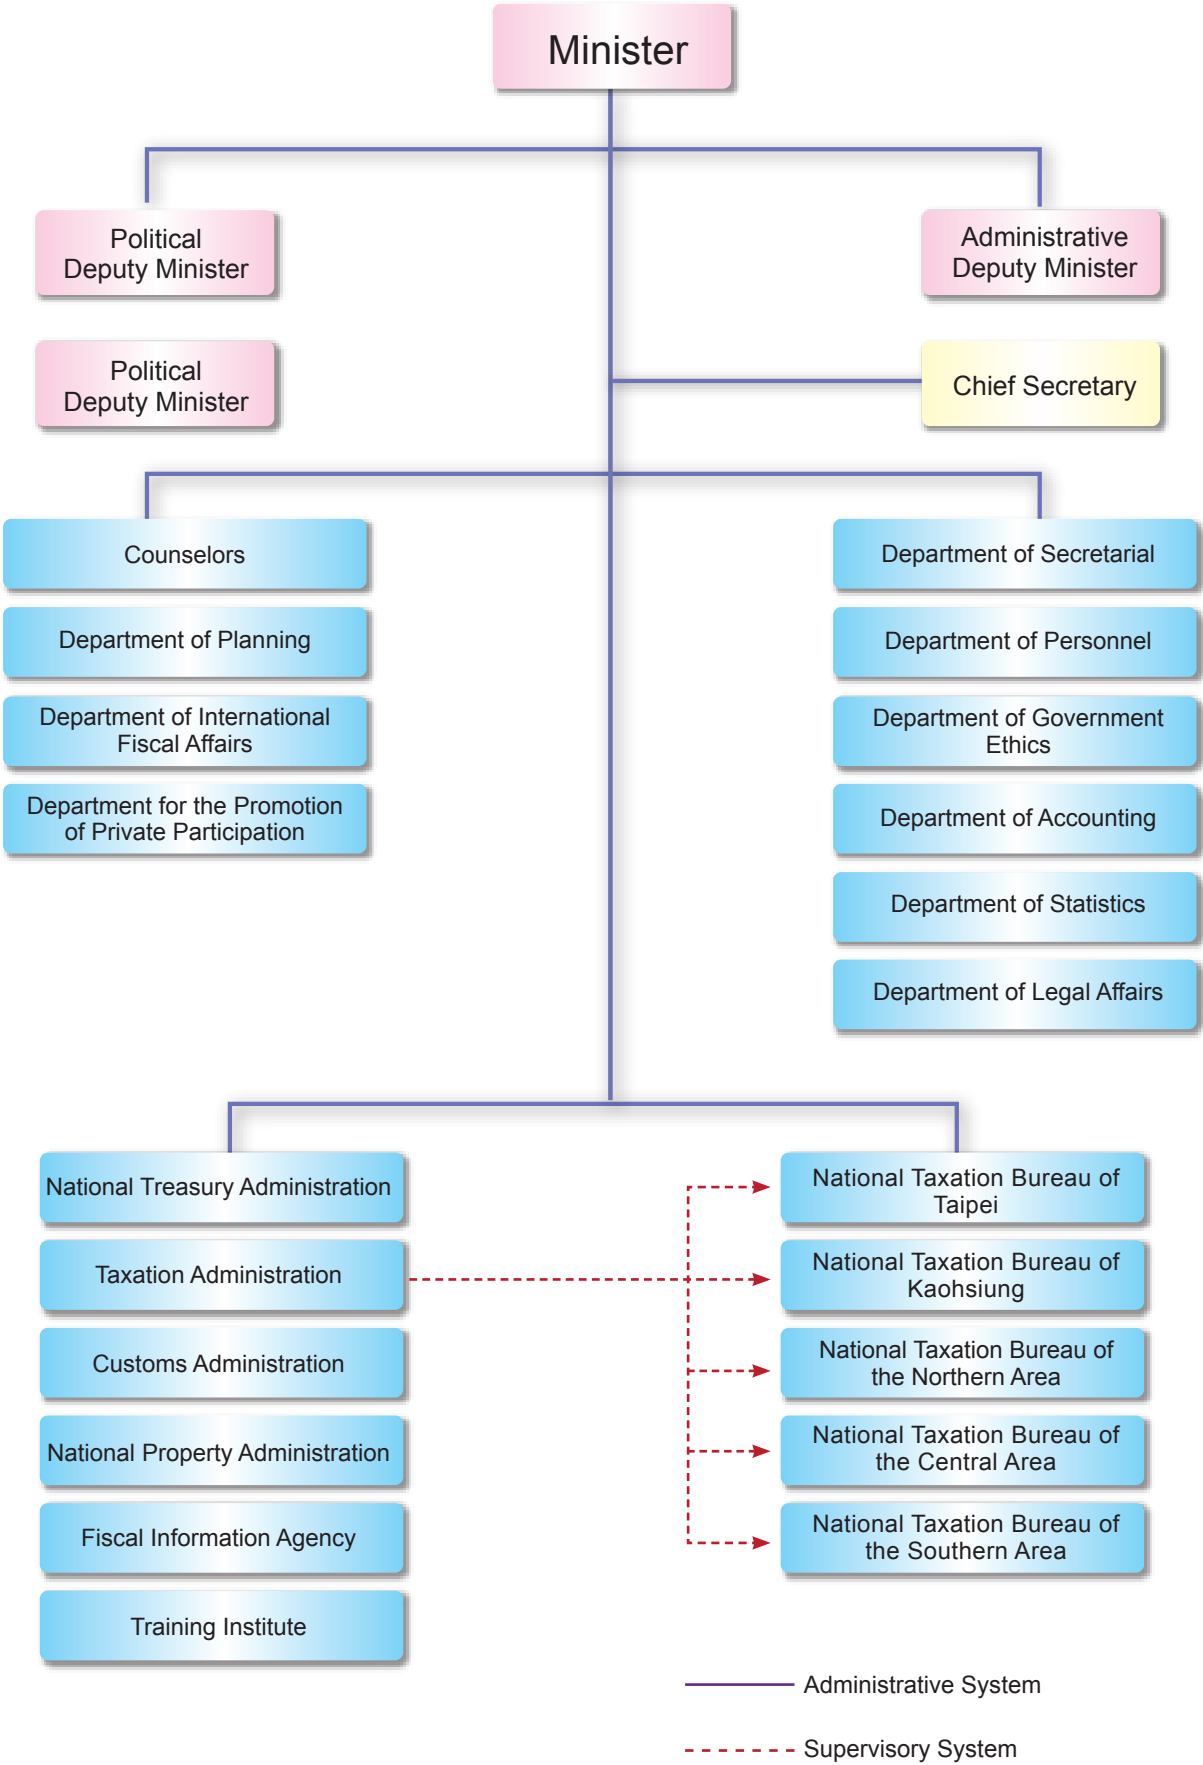 Minister
Political
Deputy Minister
Administrative
Deputy Minister
Political
Deputy Minister
Chief Secretary
Counselors
Department of Planning
Department of International
Fiscal Affairs
Department for the Promotion
of Private Participation
Department of Secretarial
Department of Personnel
Department of Government
Ethics
Department of Accounting
Department of Statistics
Department of Legal Affairs
National Treasury Administration
Taxation Administration
Customs Administration
National Property Administration
Fiscal Information Agency
Training Institute
National Taxation Bureau of
Taipei
National Taxation Bureau of
Kaohsiung
National Taxation Bureau of
the Northern Area
National Taxation Bureau of
the Central Area
National Taxation Bureau of
the Southern Area
Administrative System
Supervisory System